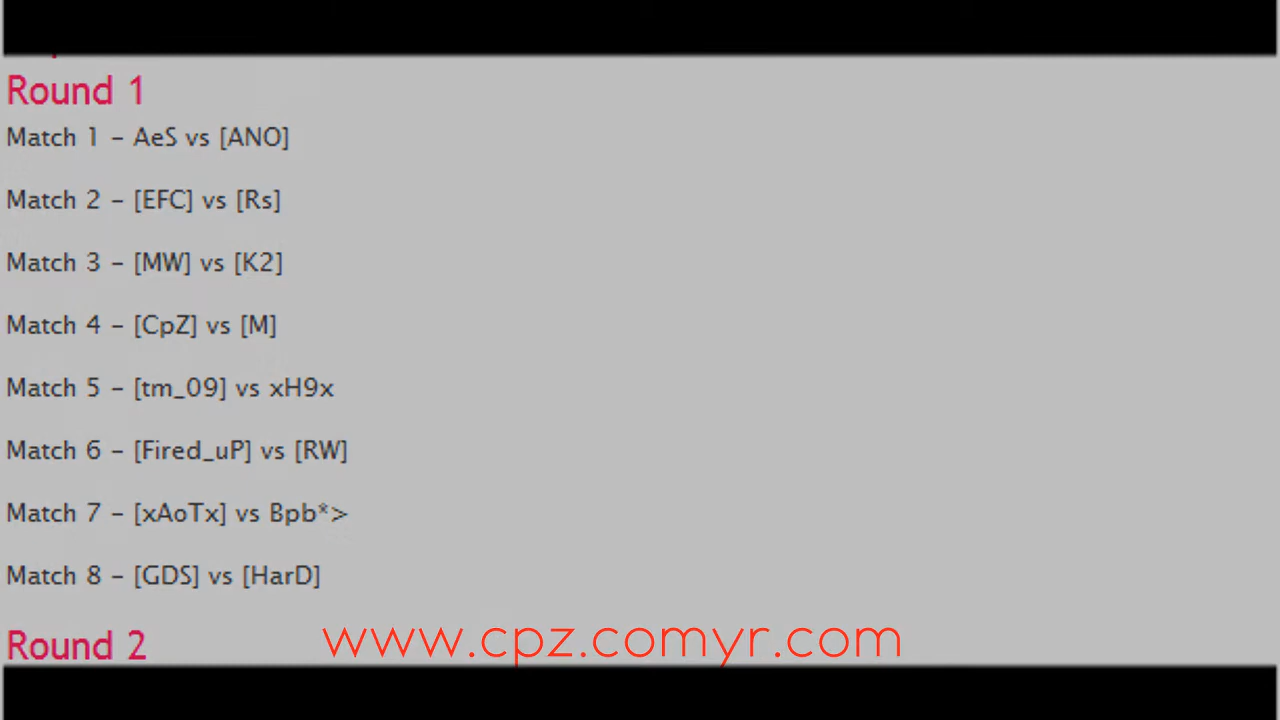 Round 1
Match 1 - AeS vs [ANO]
Match 2 - [EFC] vs [Rs]
Match 3 - [MW] vs [K2]
Match 4 - [CpZ] vs [M]
Match 5 - [tm_09] vs xH9x
Match 6 - [Fired_uP] vs [RW]
Match 7 - [xAoTx] vs Bpb*>
Match 8 - [GDS] vs [HarD]
Round 2
www.cpz.comyr.com